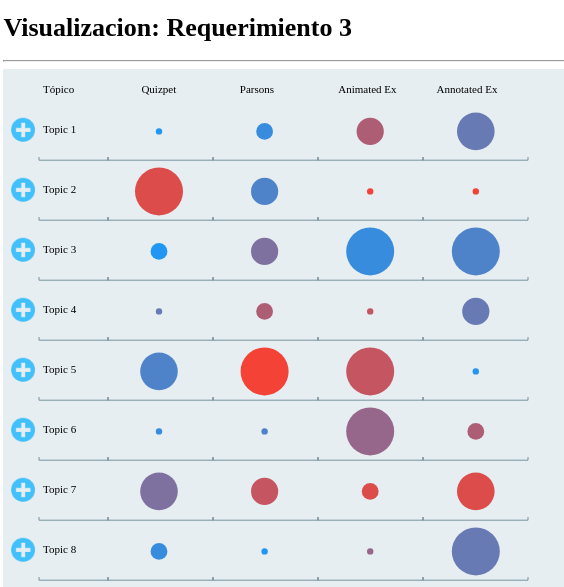 Visualizacion: Requerimiento 3
Tópico Quizpet Parsons Animated Ex Annotated Ex
Topic 1
Topic 2
Topic 3
Topic 4
Topic 5
Topic 6
Topic 7
Topic 8